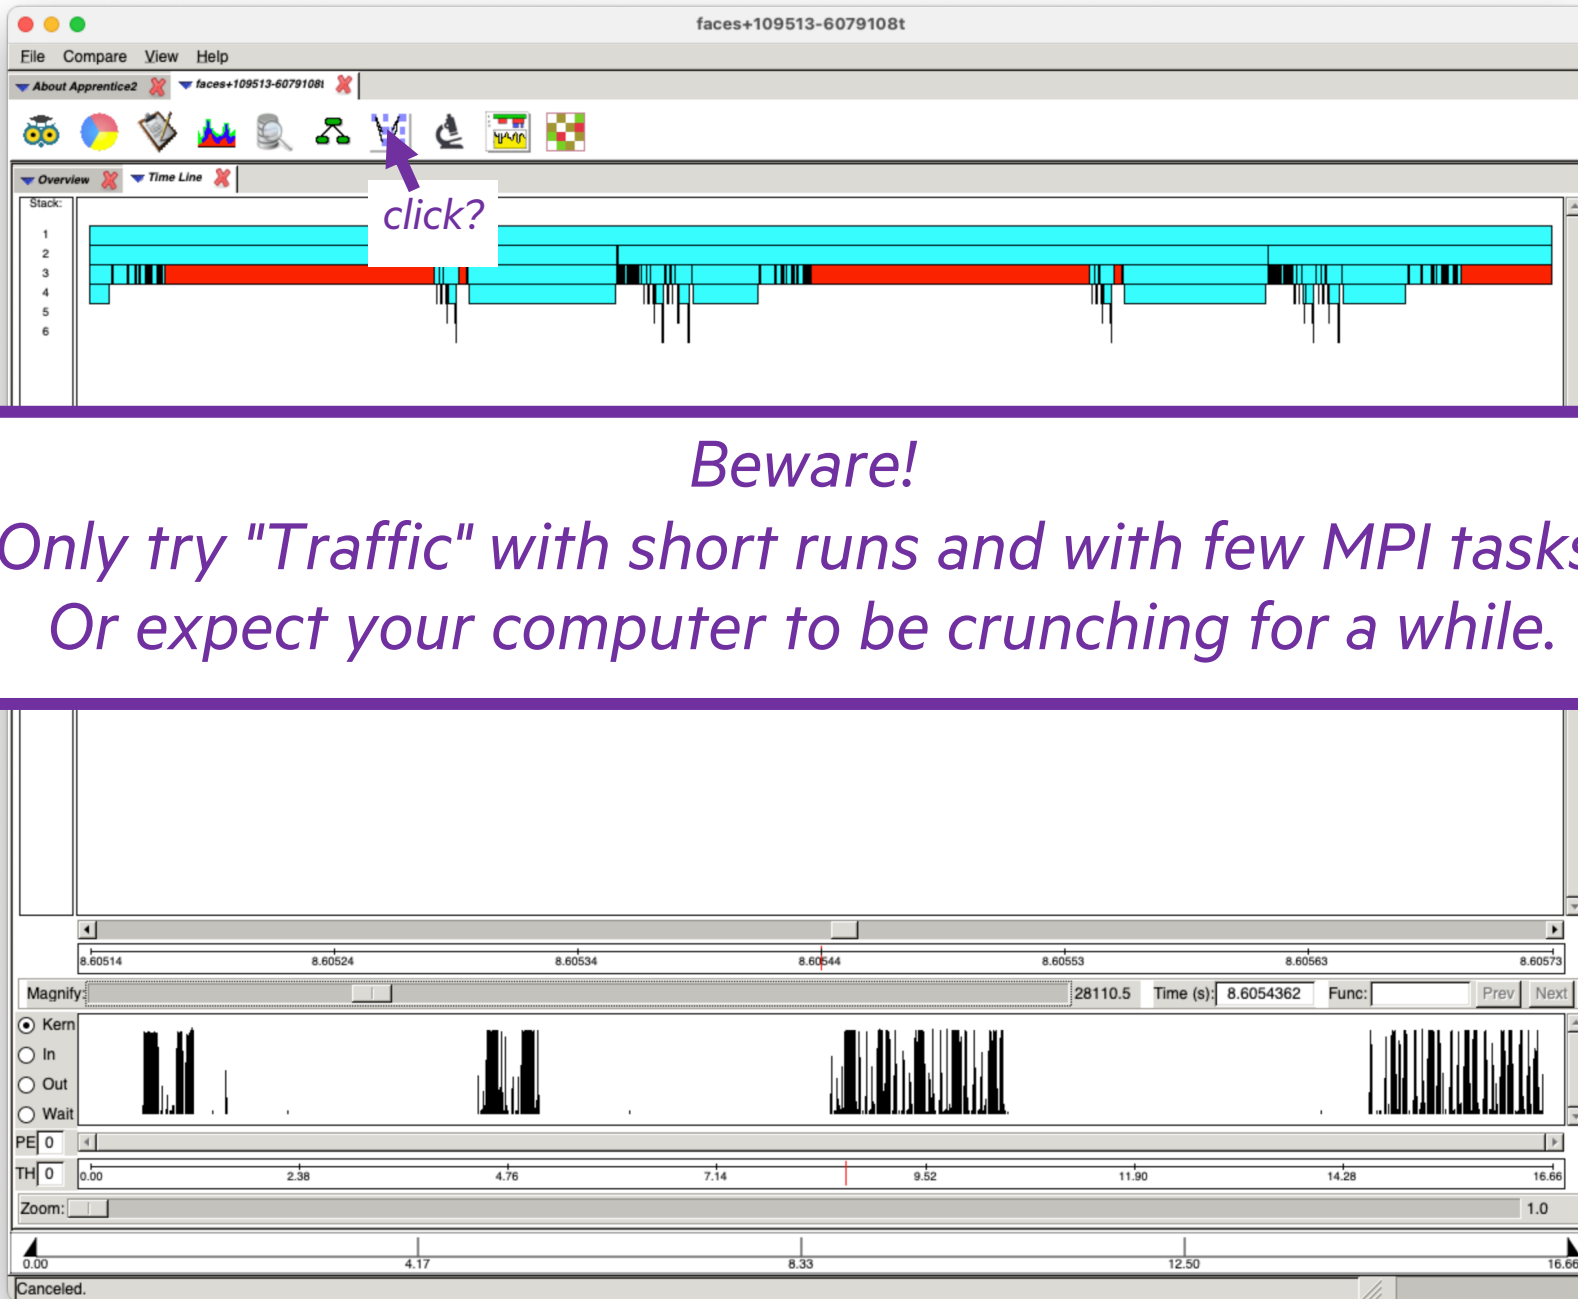 faces+109513-6079108t
File Compare View Help
About Apprentice2 faces+109513-6079108t
Overview Time Line
click?
Stack:
1
2
3
4
5
6
Beware!
Only try "Traffic" with short runs and with few MPI tasks
Or expect your computer to be crunching for a while.
8.60514 8.60524 8.60534 8.60544 8.60553 8.60563 8.60573
Magnify: 28110.5 Time (s): 8.6054362 Func: Prev Next
Kern
In
Out
Wait
PE 0
TH 0 0.00 2.38 4.76 7.14 9.52 11.90 14.28 16.66
Zoom: 1.0
0.00 4.17 8.33 12.50 16.66
Canceled.